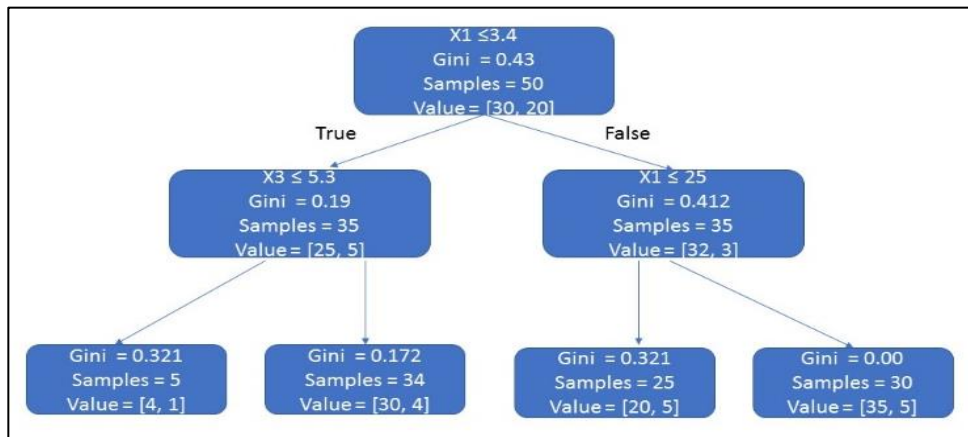 X1 ≤3.4
Gini = 0.43
Samples = 50
Value = [30, 20]
True
False
X3 ≤ 5.3
Gini = 0.19
Samples = 35
Value = [25, 5]
X1 ≤ 25
Gini = 0.412
Samples = 35
Value = [32, 3]
Gini = 0.321
Samples = 5
Value = [4, 1]
Gini = 0.172
Samples = 34
Value = [30, 4]
Gini = 0.321
Samples = 25
Value = [20, 5]
Gini = 0.00
Samples = 30
Value = [35, 5]